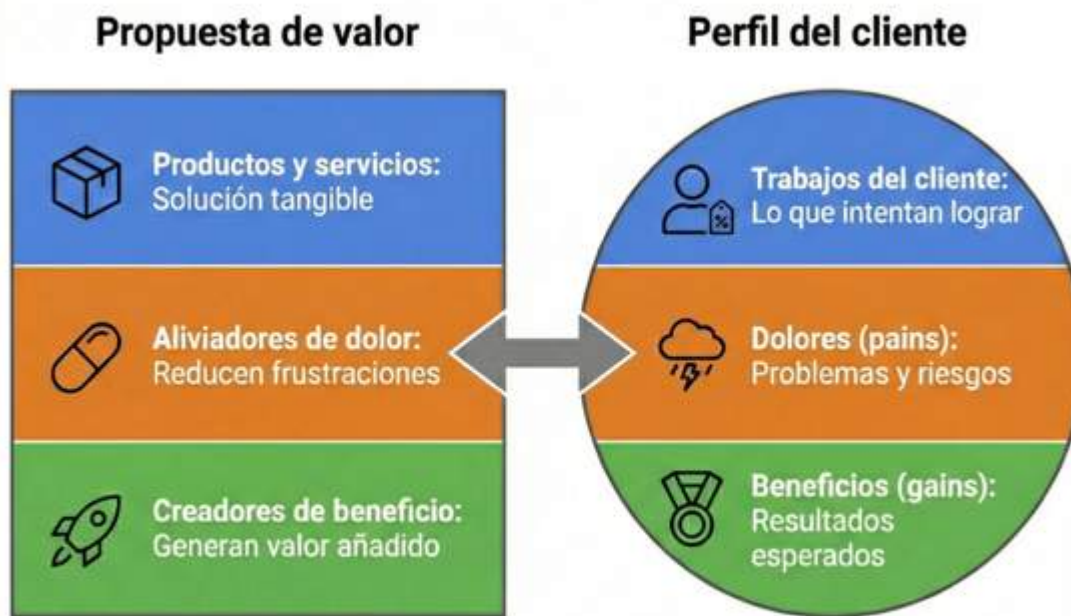 Propuesta de valor
Perfil del cliente
Productos y servicios:
Solución tangible
Aliviadores de dolor:
Reducen frustraciones
Creadores de beneficio:
Generan valor añadido
Trabajos del cliente:
Lo que intentan lograr
%
Dolores (pains):
Problemas y riesgos
Beneficios (gains):
Resultados
esperados